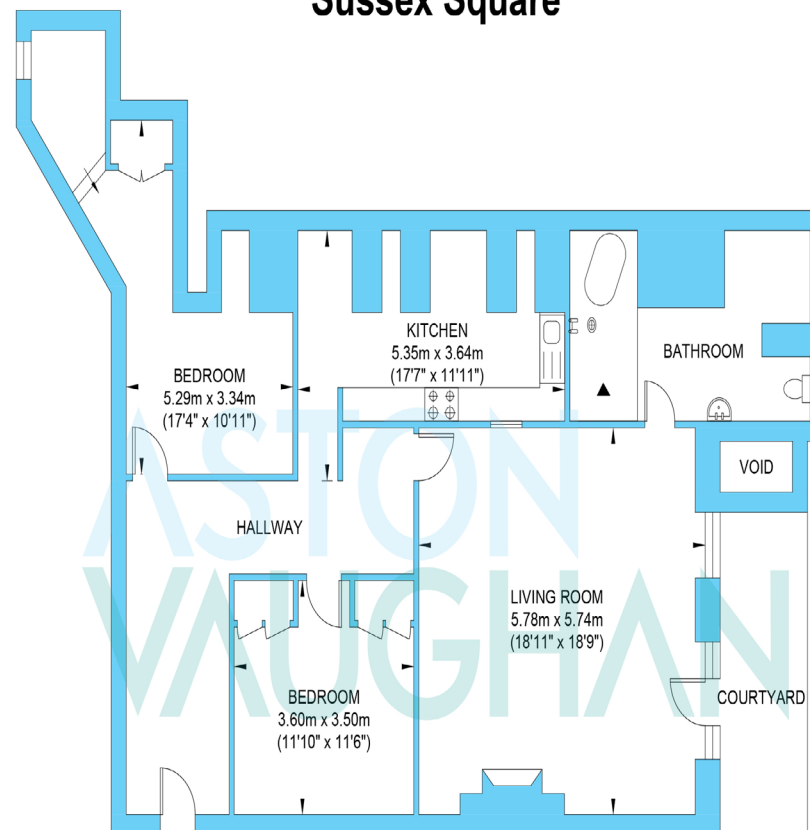 Sussex Square
KITCHEN
5.35m x 3.64m
(17'7" x 11'11")
BATHROOM
BEDROOM
5.29m x 3.34m
(17'4" x 10'11")
VOID
HALLWAY
LIVING ROOM
5.78m x 5.74m
(18'11" x 18'9")
BEDROOM
3.60m x 3.50m
(11'10" x 11'6")
COURTYARD
ASTON
VAUGHAN